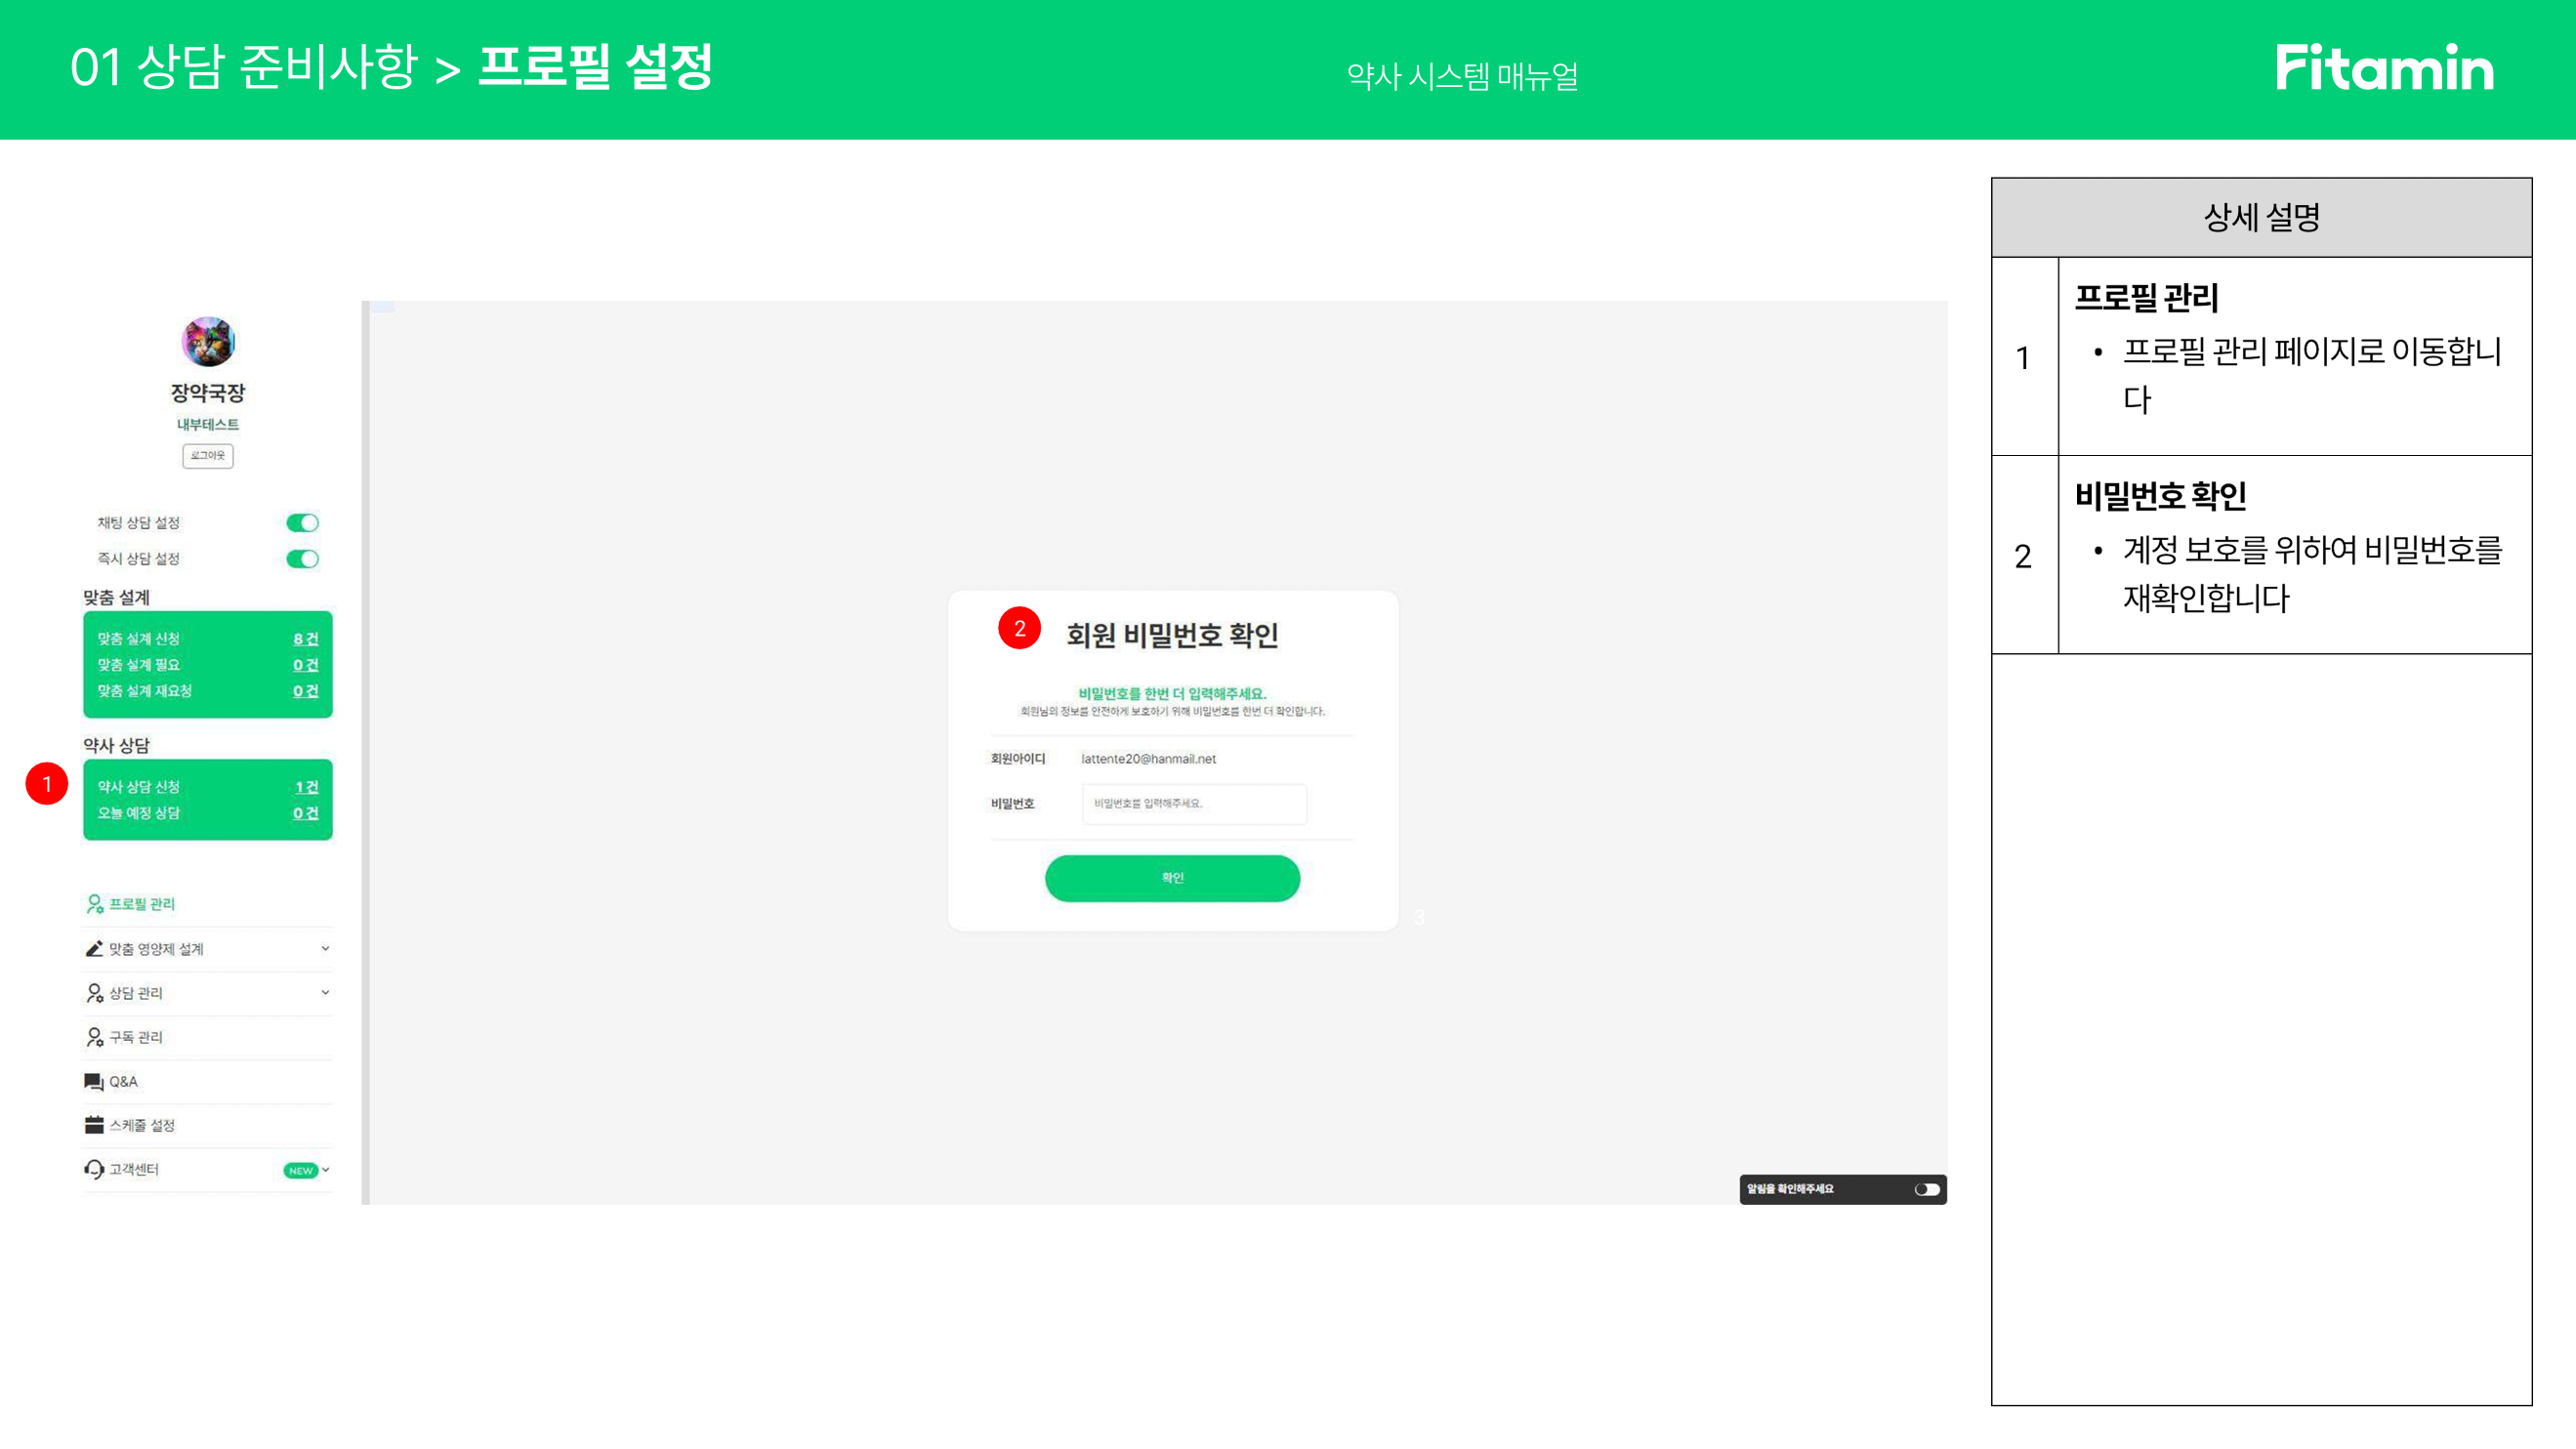 01 상담 준비사항 > 프로필 설정
약사 시스템 매뉴얼
Fitamin
장약국장
내부테스트
로그아웃
채팅 상담 설정
즉시 상담 설정
맞춤 설계
맞춤 설계 신청 8 건
맞춤 설계 필요 0 건
맞춤 설계 재요청 0 건
약사 상담
1
약사 상담 신청 1 건
오늘 예정 상담 0 건
프로필 관리
맞춤 영양제 설계
상담 관리
구독 관리
Q&A
스케줄 설정
고객센터 NEW
2 회원 비밀번호 확인
비밀번호를 한번 더 입력해주세요.
회원님의 정보를 안전하게 보호하기 위해 비밀번호를 한번 더 확인합니다.
회원아이디 lattente20@hanmail.net
비밀번호 비밀번호를 입력해주세요.
확인
3
알림을 확인해주세요
상세 설명
1
프로필 관리
• 프로필 관리 페이지로 이동합니
다
2
비밀번호 확인
• 계정 보호를 위하여 비밀번호를
재확인합니다